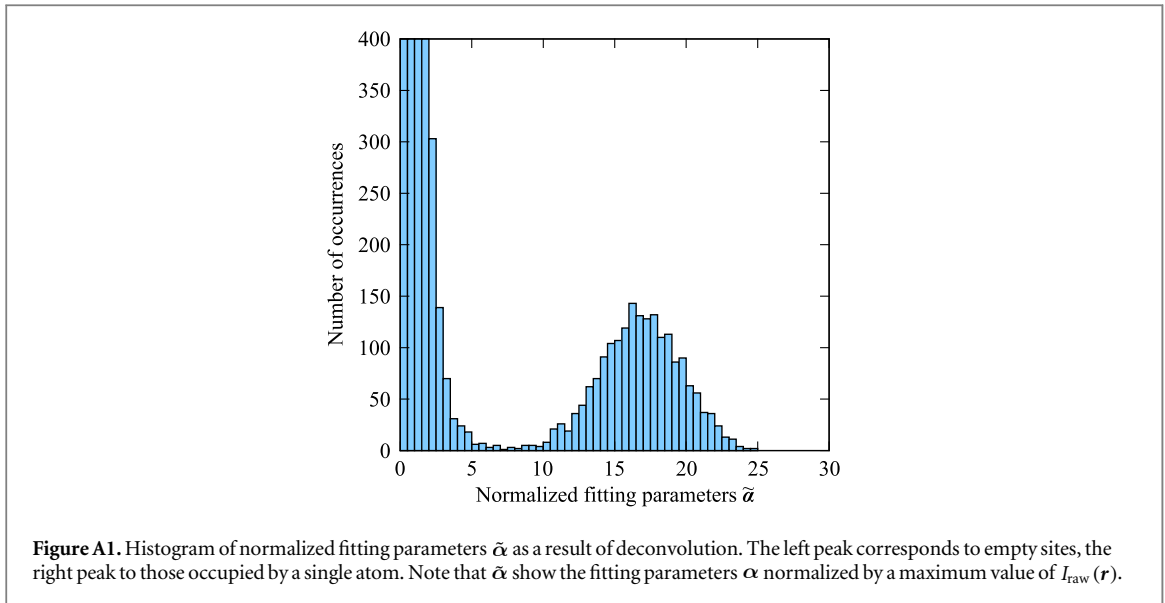 400
350
300
250
200
150
100
50
0
Number of occurrences
0 5 10 15 20 25 30
Normalized fitting parameters α̃
Figure A1. Histogram of normalized fitting parameters α̃ as a result of deconvolution. The left peak corresponds to empty sites, the
right peak to those occupied by a single atom. Note that α̃ show the fitting parameters α normalized by a maximum value of I_raw (r).